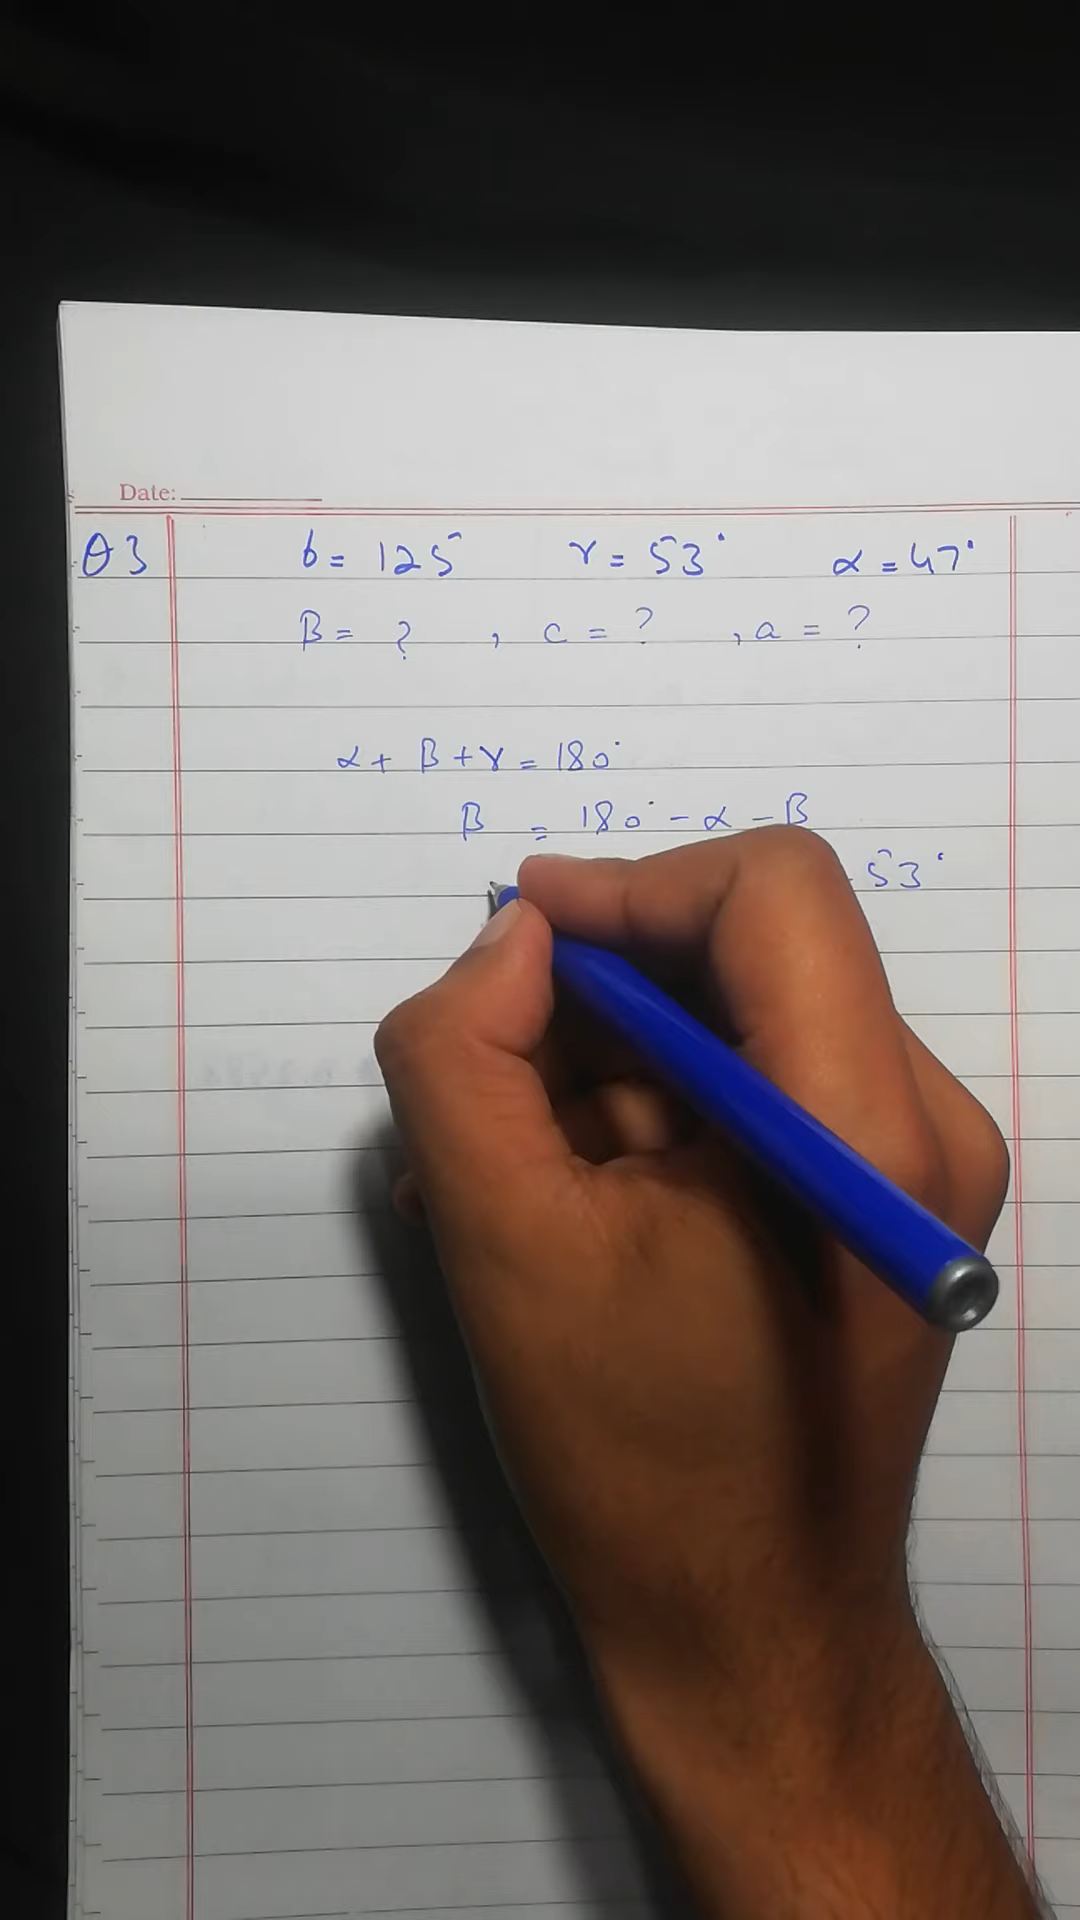 Date:
Q3 b = 125 γ = 53° α = 47°
β = ? , c = ? , a = ?
α + β + γ = 180°
β = 180° - α - β
53°